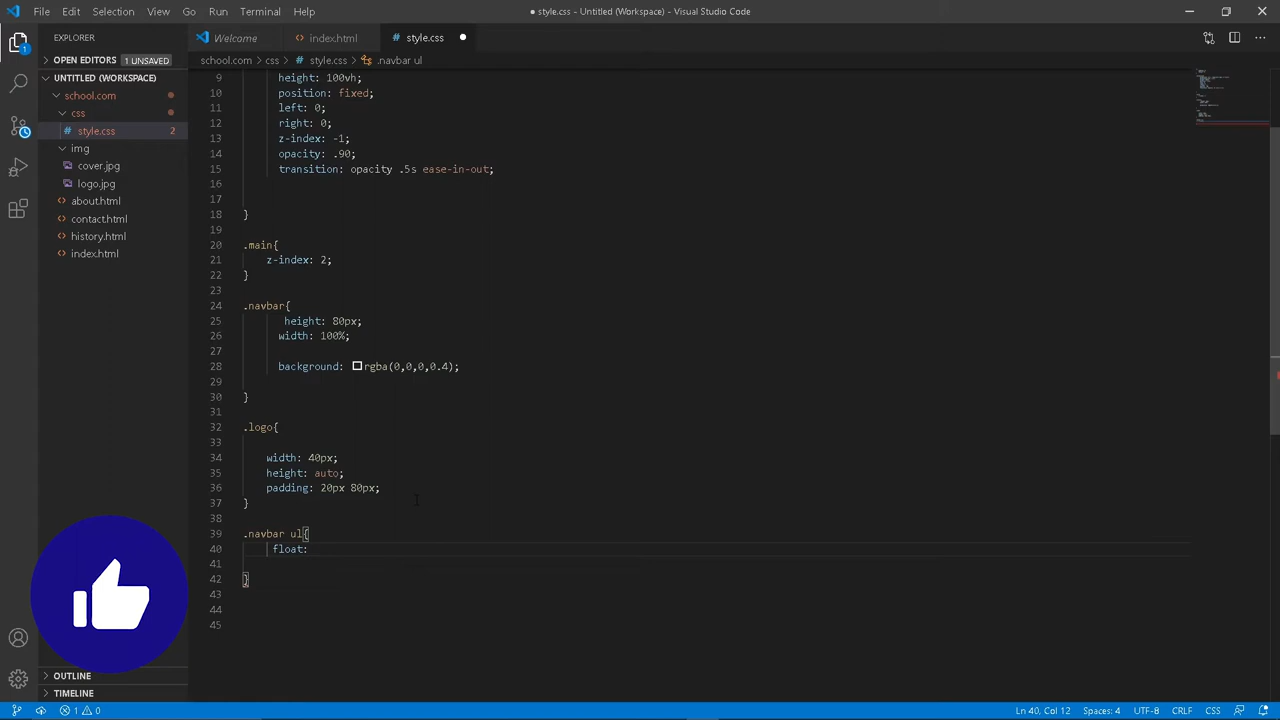 File Edit Selection View Go Run Terminal Help
● style.css - Untitled (Workspace) - Visual Studio Code
EXPLORER
OPEN EDITORS 1 UNSAVED
UNTITLED (WORKSPACE)
school.com
css
# style.css 2
img
cover.jpg
logo.jpg
about.html
contact.html
history.html
index.html
OUTLINE
TIMELINE
Welcome
index.html
# style.css ●
school.com > css > # style.css > .navbar ul
9 height: 100vh;
10 position: fixed;
11 left: 0;
12 right: 0;
13 z-index: -1;
14 opacity: .90;
15 transition: opacity .5s ease-in-out;
16
17
18 }
19
20 .main{
21 z-index: 2;
22 }
23
24 .navbar{
25 height: 80px;
26 width: 100%;
27
28 background: rgba(0,0,0,0.4);
29
30 }
31
32 .logo{
33
34 width: 40px;
35 height: auto;
36 padding: 20px 80px;
37 }
38
39 .navbar ul{
40 float:
41
42 }
43
44
45
1
1 0
Ln 40, Col 12 Spaces: 4 UTF-8 CRLF CSS